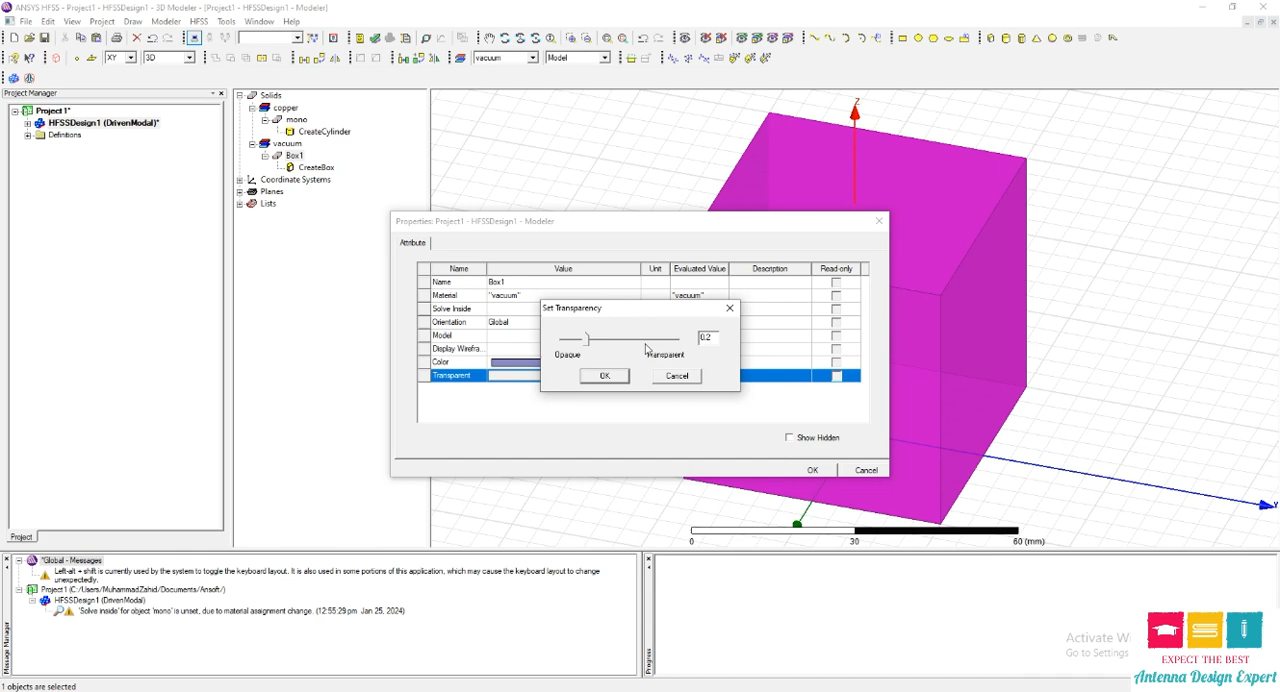 ANSYS HFSS - Project1 - HFSSDesign1 - 3D Modeler - [Project1 - HFSSDesign1 - Modeler]
File Edit View Project Draw Modeler HFSS Tools Window Help
XY 3D vacuum Model
Project Manager
Project1*
HFSSDesign1 (DrivenModal)*
Definitions
Project
Solids
copper
mono
CreateCylinder
vacuum
Box1
CreateBox
Coordinate Systems
Planes
Lists
Z
Properties: Project1 - HFSSDesign1 - Modeler
Attribute
Name Value Unit Evaluated Value Description Read-only
Name Box1
Material "vacuum" "vacuum"
Solve Inside
Orientation Global
Model
Display Wirefra...
Color
Transparent
Set Transparency
0.2
Opaque Transparent
OK Cancel
Show Hidden
OK Cancel
0 30 60 (mm)
*Global - Messages
Left-alt + shift is currently used by the system to toggle the keyboard layout. It is also used in some portions of this application, which may cause the keyboard layout to change
unexpectedly.
Project1 (C:/Users/MuhammadZahid/Documents/Ansoft/)
HFSSDesign1 (DrivenModal)
'Solve inside' for object 'mono' is unset, due to material assignment change. (12:55:29 pm Jan 25, 2024)
Message Manager
Progress
1 objects are selected
Activate Wi
Go to Settings
EXPECT THE BEST
Antenna Design Expert